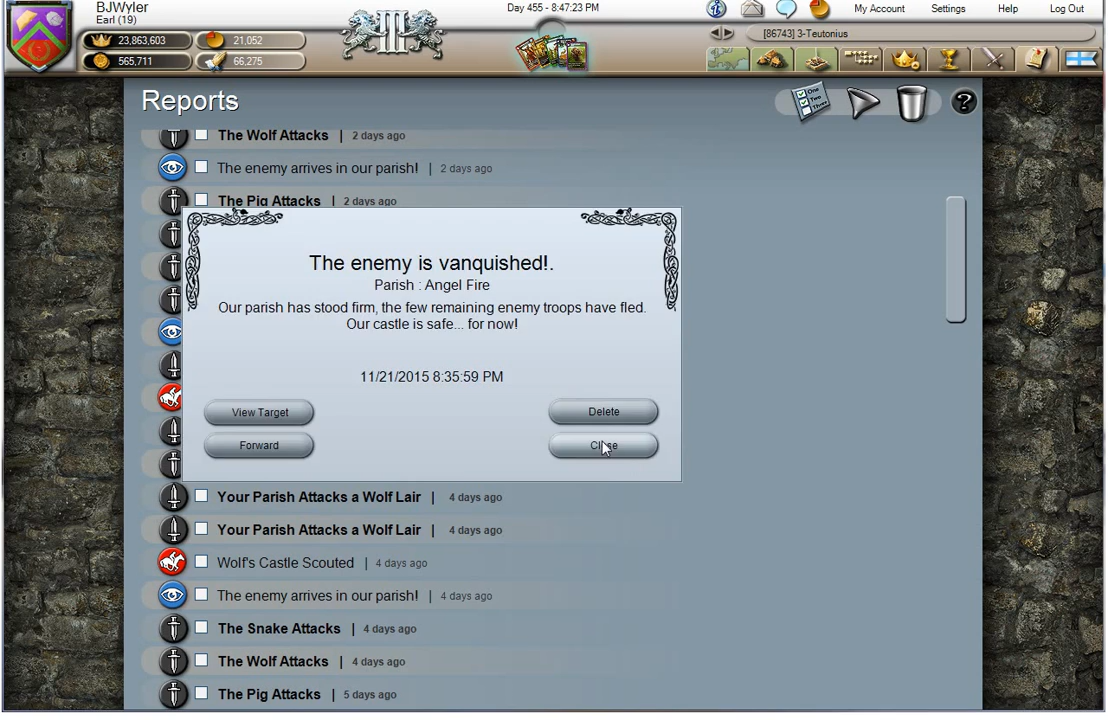 BJWyler
Earl (19)
23,863,603
21,052
565,711
66,275
III
Day 455 - 8:47:23 PM
My Account
Settings
Help
Log Out
[86743] 3-Teutonius
Reports
One
Two
Three
?
The Wolf Attacks | 2 days ago
The enemy arrives in our parish! | 2 days ago
The Pig Attacks | 2 days ago
The enemy is vanquished!.
Parish : Angel Fire
Our parish has stood firm, the few remaining enemy troops have fled.
Our castle is safe... for now!
11/21/2015 8:35:59 PM
View Target
Delete
Forward
Close
Your Parish Attacks a Wolf Lair | 4 days ago
Your Parish Attacks a Wolf Lair | 4 days ago
Wolf's Castle Scouted | 4 days ago
The enemy arrives in our parish! | 4 days ago
The Snake Attacks | 4 days ago
The Wolf Attacks | 4 days ago
The Pig Attacks | 5 days ago